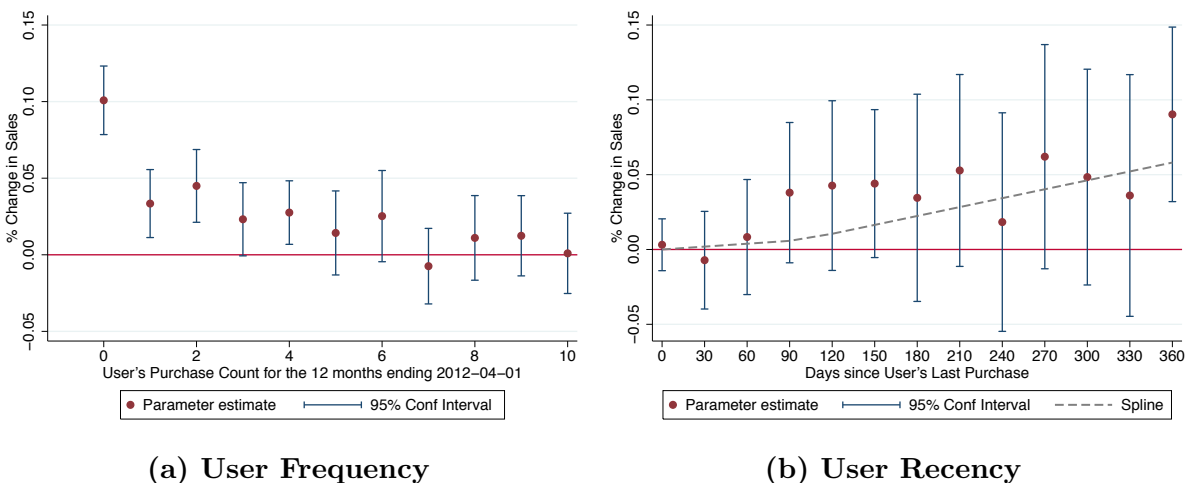 % Change in Sales
0.15
0.10
0.05
0.00
−0.05
0 2 4 6 8 10
User's Purchase Count for the 12 months ending 2012−04−01
Parameter estimate 95% Conf Interval
(a) User Frequency
% Change in Sales
0.15
0.10
0.05
0.00
−0.05
0 30 60 90 120 150 180 210 240 270 300 330 360
Days since User's Last Purchase
Parameter estimate 95% Conf Interval Spline
(b) User Recency